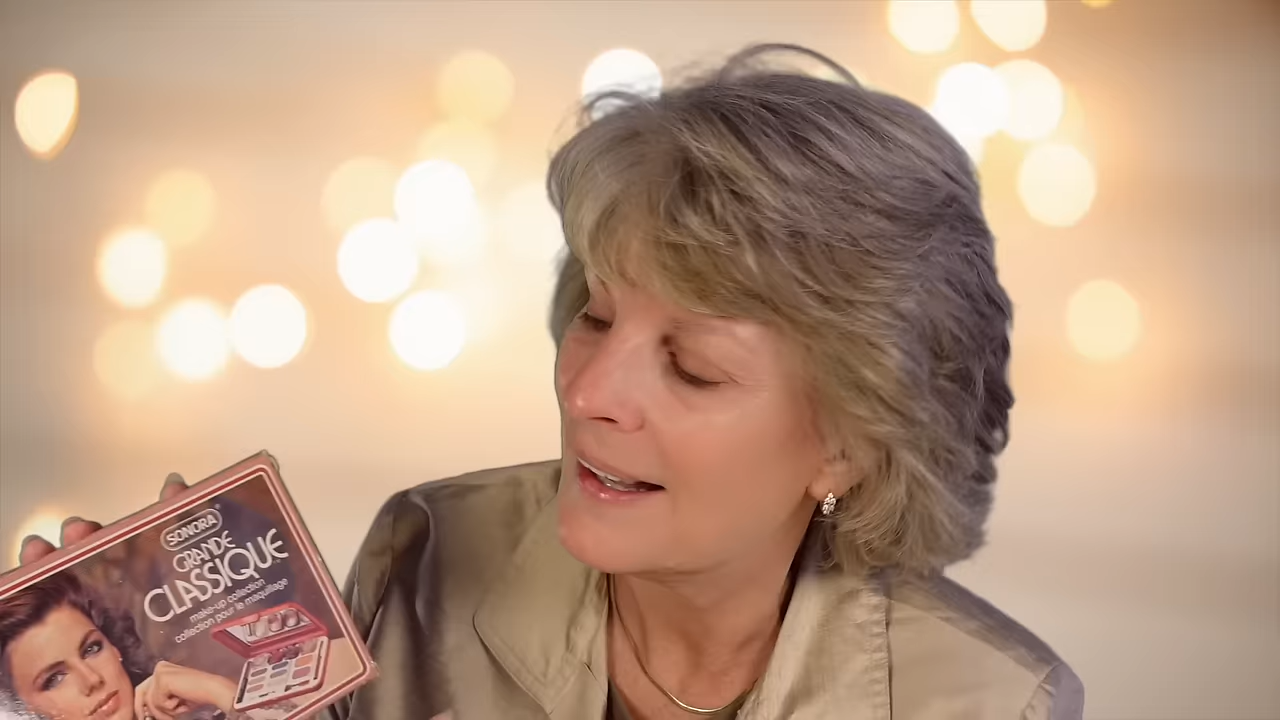 SONORA
GRANDE
CLASSIQUE
make-up collection
collection pour le maquillage